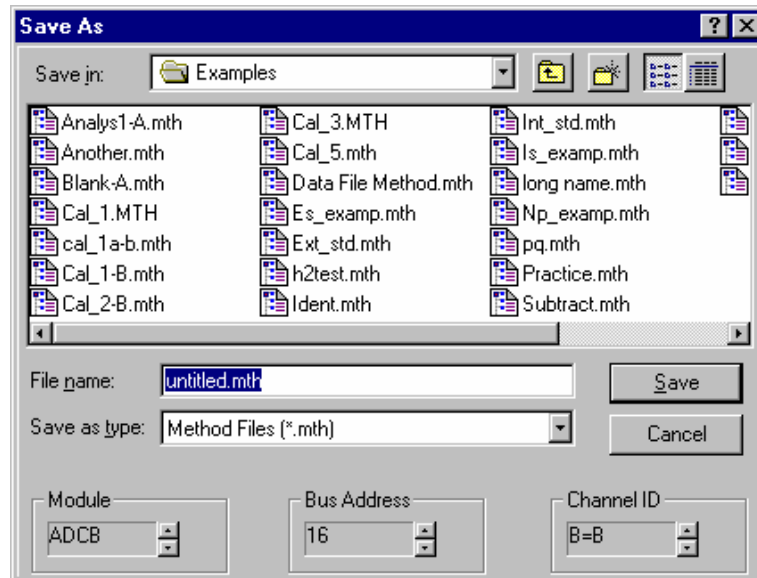 Save As
Save in: Examples
Analys1-A.mth
Another.mth
Blank-A.mth
Cal_1.MTH
cal_1a-b.mth
Cal_1-B.mth
Cal_2-B.mth
Cal_3.MTH
Cal_5.mth
Data File Method.mth
Es_examp.mth
Ext_std.mth
h2test.mth
Ident.mth
Int_std.mth
Is_examp.mth
long name.mth
Np_examp.mth
pq.mth
Practice.mth
Subtract.mth
File name: untitled.mth Save
Save as type: Method Files (*.mth) Cancel
Module Bus Address Channel ID
ADCB 16 B=B